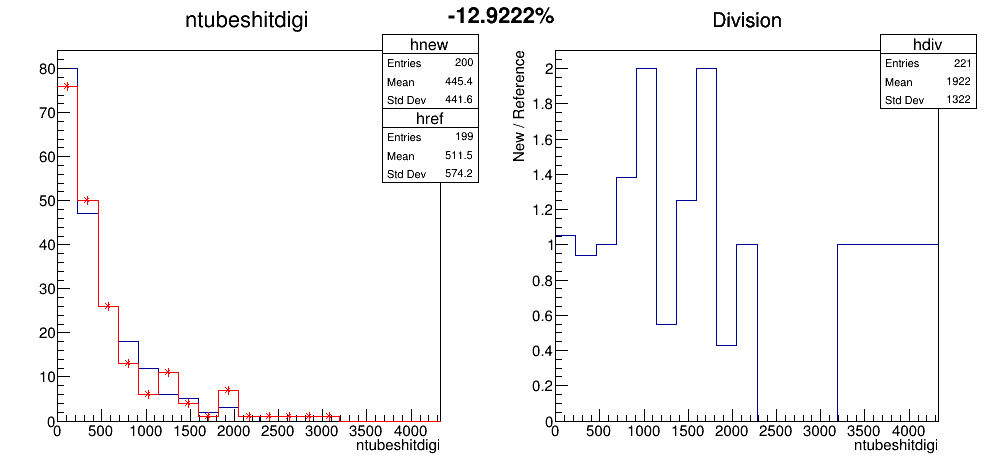 ntubeshitdigi
-12.9222%
Division
hnew
Entries 200
Mean 445.4
Std Dev 441.6
href
Entries 199
Mean 511.5
Std Dev 574.2
80
70
60
50
40
30
20
10
0
0 500 1000 1500 2000 2500 3000 3500 4000
ntubeshitdigi
hdiv
Entries 221
Mean 1922
Std Dev 1322
New / Reference
2
1.8
1.6
1.4
1.2
1
0.8
0.6
0.4
0.2
0
0 500 1000 1500 2000 2500 3000 3500 4000
ntubeshitdigi